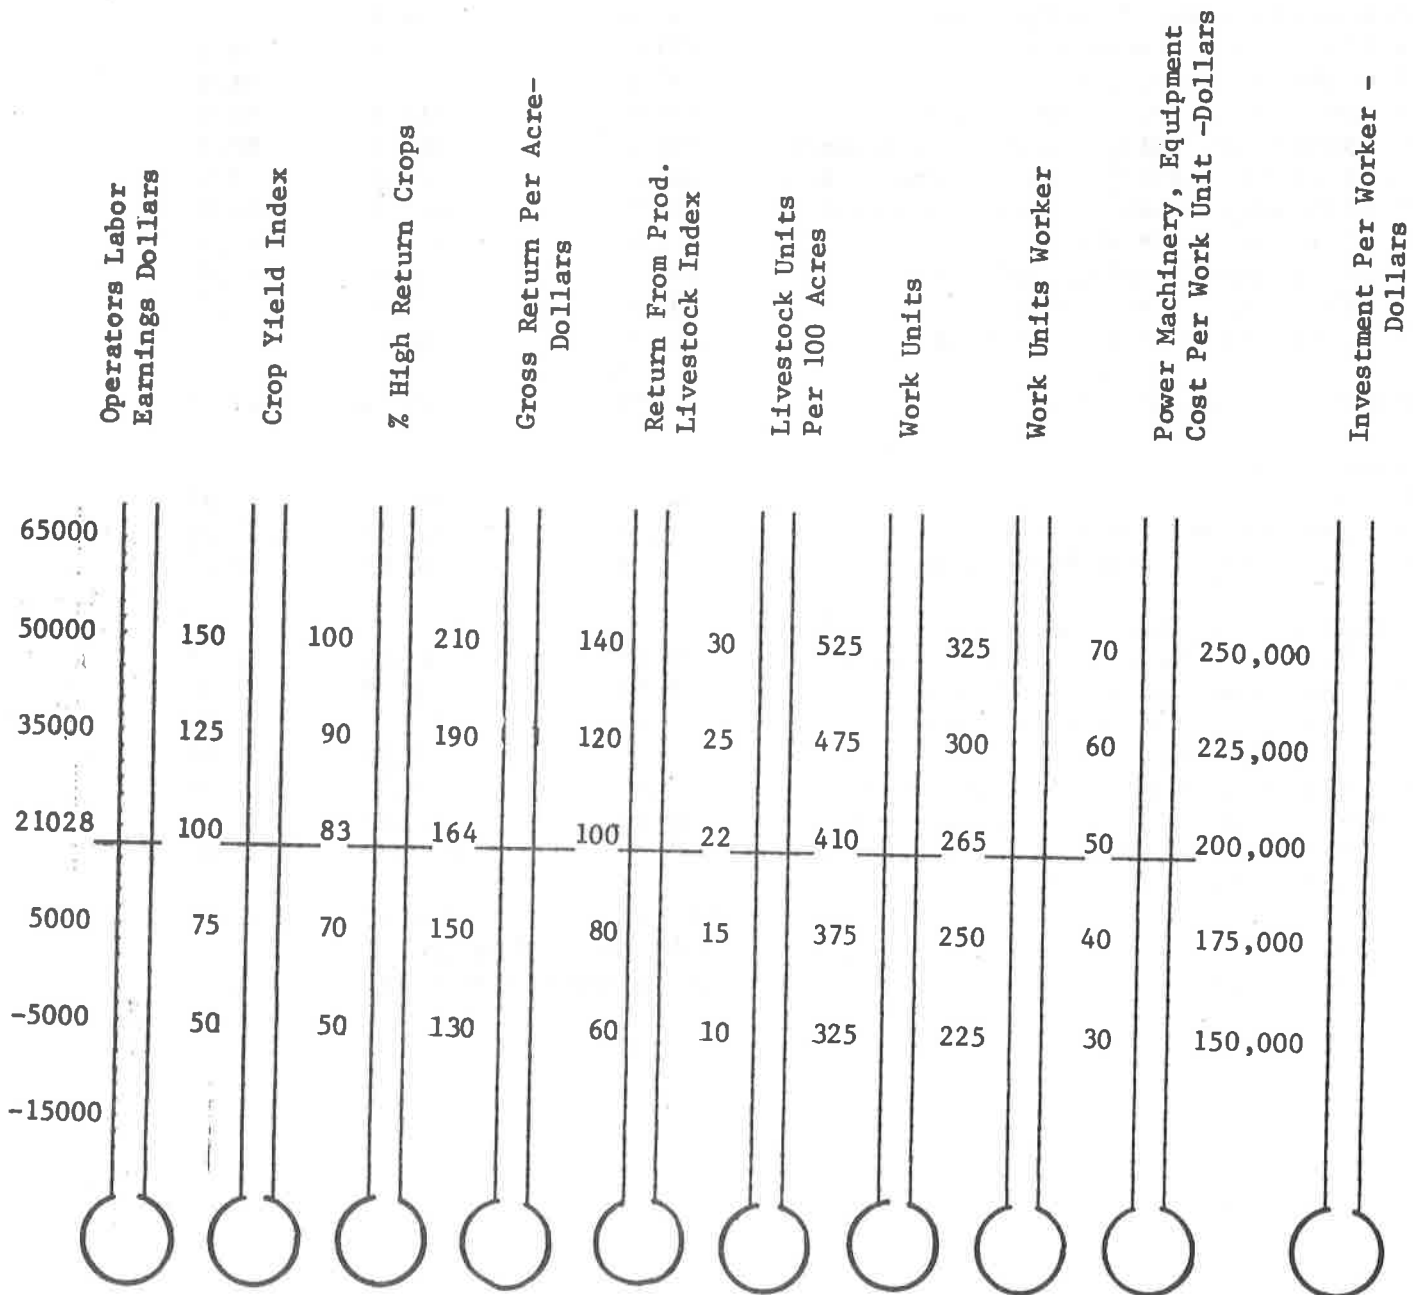 Operators Labor
Earnings Dollars
Crop Yield Index
% High Return Crops
Gross Return Per Acre-
Dollars
Return From Prod.
Livestock Index
Livestock Units
Per 100 Acres
Work Units
Work Units Worker
Power Machinery, Equipment
Cost Per Work Unit -Dollars
Investment Per Worker -
Dollars
65000
50000 150 100 210 140 30 525 325 70 250,000
35000 125 90 190 120 25 475 300 60 225,000
21028 100 83 164 100 22 410 265 50 200,000
5000 75 70 150 80 15 375 250 40 175,000
-5000 50 50 130 60 10 325 225 30 150,000
-15000